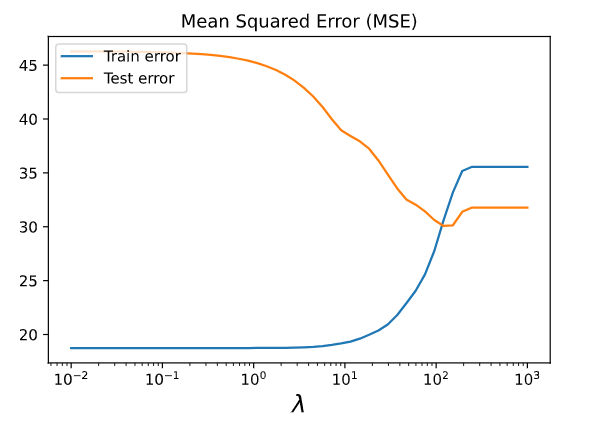 Mean Squared Error (MSE)
Train error
Test error
45
40
35
30
25
20
10⁻² 10⁻¹ 10⁰ 10¹ 10² 10³
λ